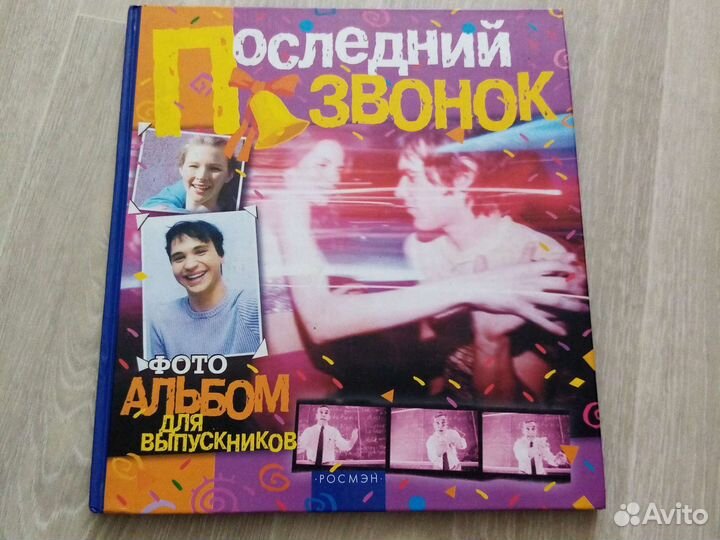 Последний
ЗВОНОК
ФОТО
АЛЬБОМ
ДЛЯ
ВЫПУСКНИКОВ
·РОСМЭН·
Avito